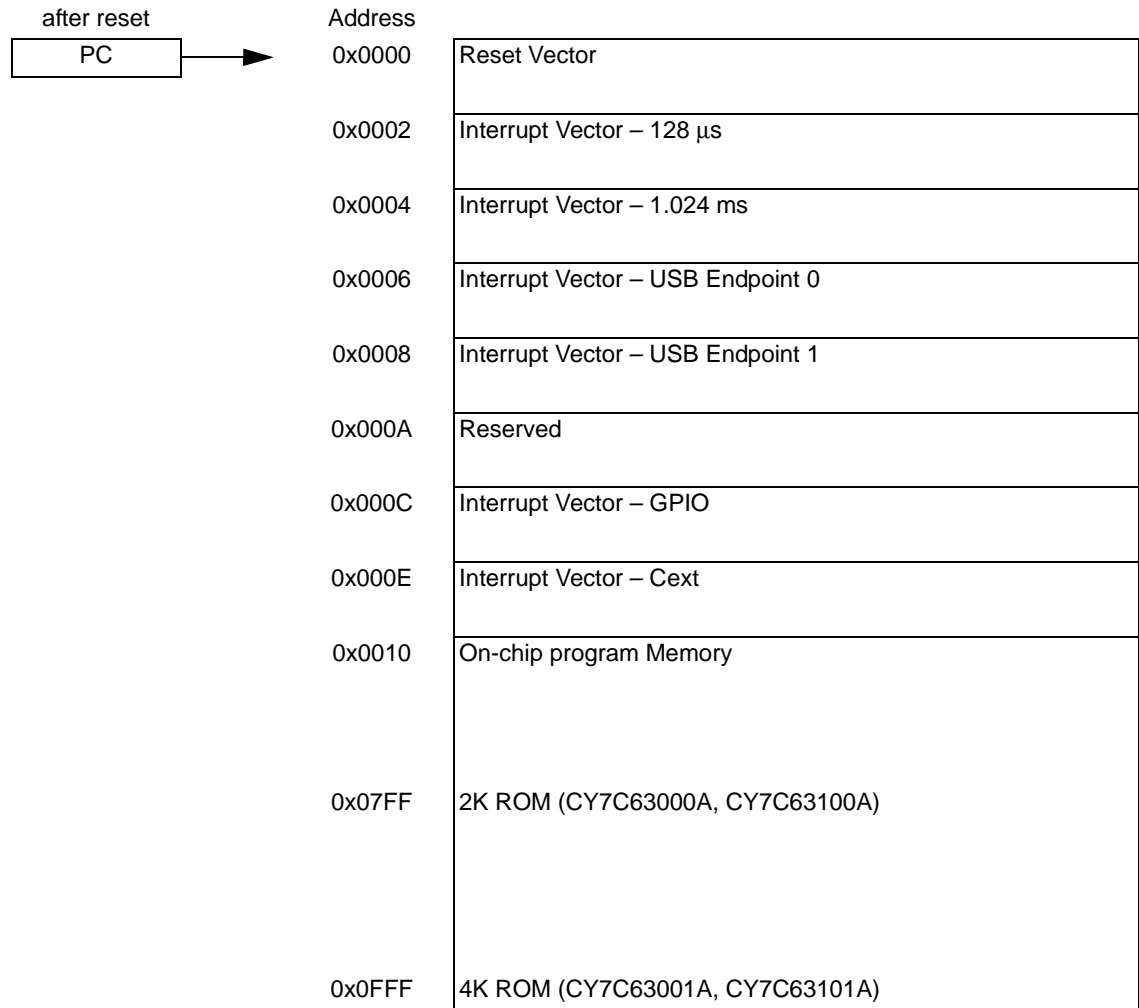 after reset Address
PC 0x0000 Reset Vector
0x0002 Interrupt Vector – 128 μs
0x0004 Interrupt Vector – 1.024 ms
0x0006 Interrupt Vector – USB Endpoint 0
0x0008 Interrupt Vector – USB Endpoint 1
0x000A Reserved
0x000C Interrupt Vector – GPIO
0x000E Interrupt Vector – Cext
0x0010 On-chip program Memory
0x07FF 2K ROM (CY7C63000A, CY7C63100A)
0x0FFF 4K ROM (CY7C63001A, CY7C63101A)